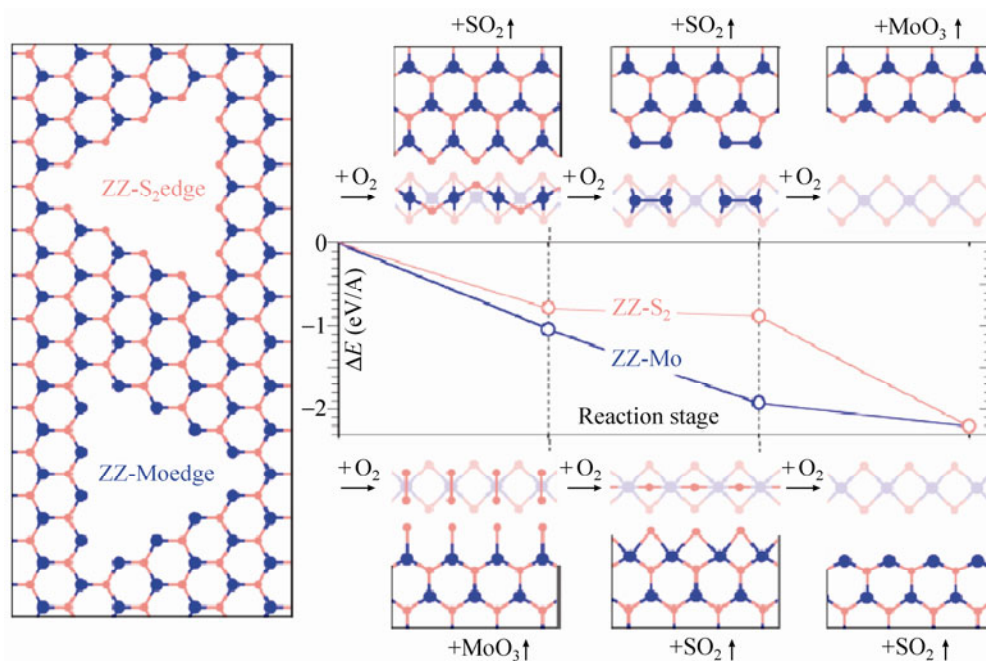 +SO₂↑
+SO₂↑
+MoO₃↑
ZZ-S₂edge
+ O₂
+ O₂
+ O₂
0
−1
−2
ΔE (eV/A)
ZZ-S₂
ZZ-Mo
Reaction stage
ZZ-Moedge
+ O₂
+ O₂
+ O₂
+MoO₃↑
+SO₂↑
+SO₂↑